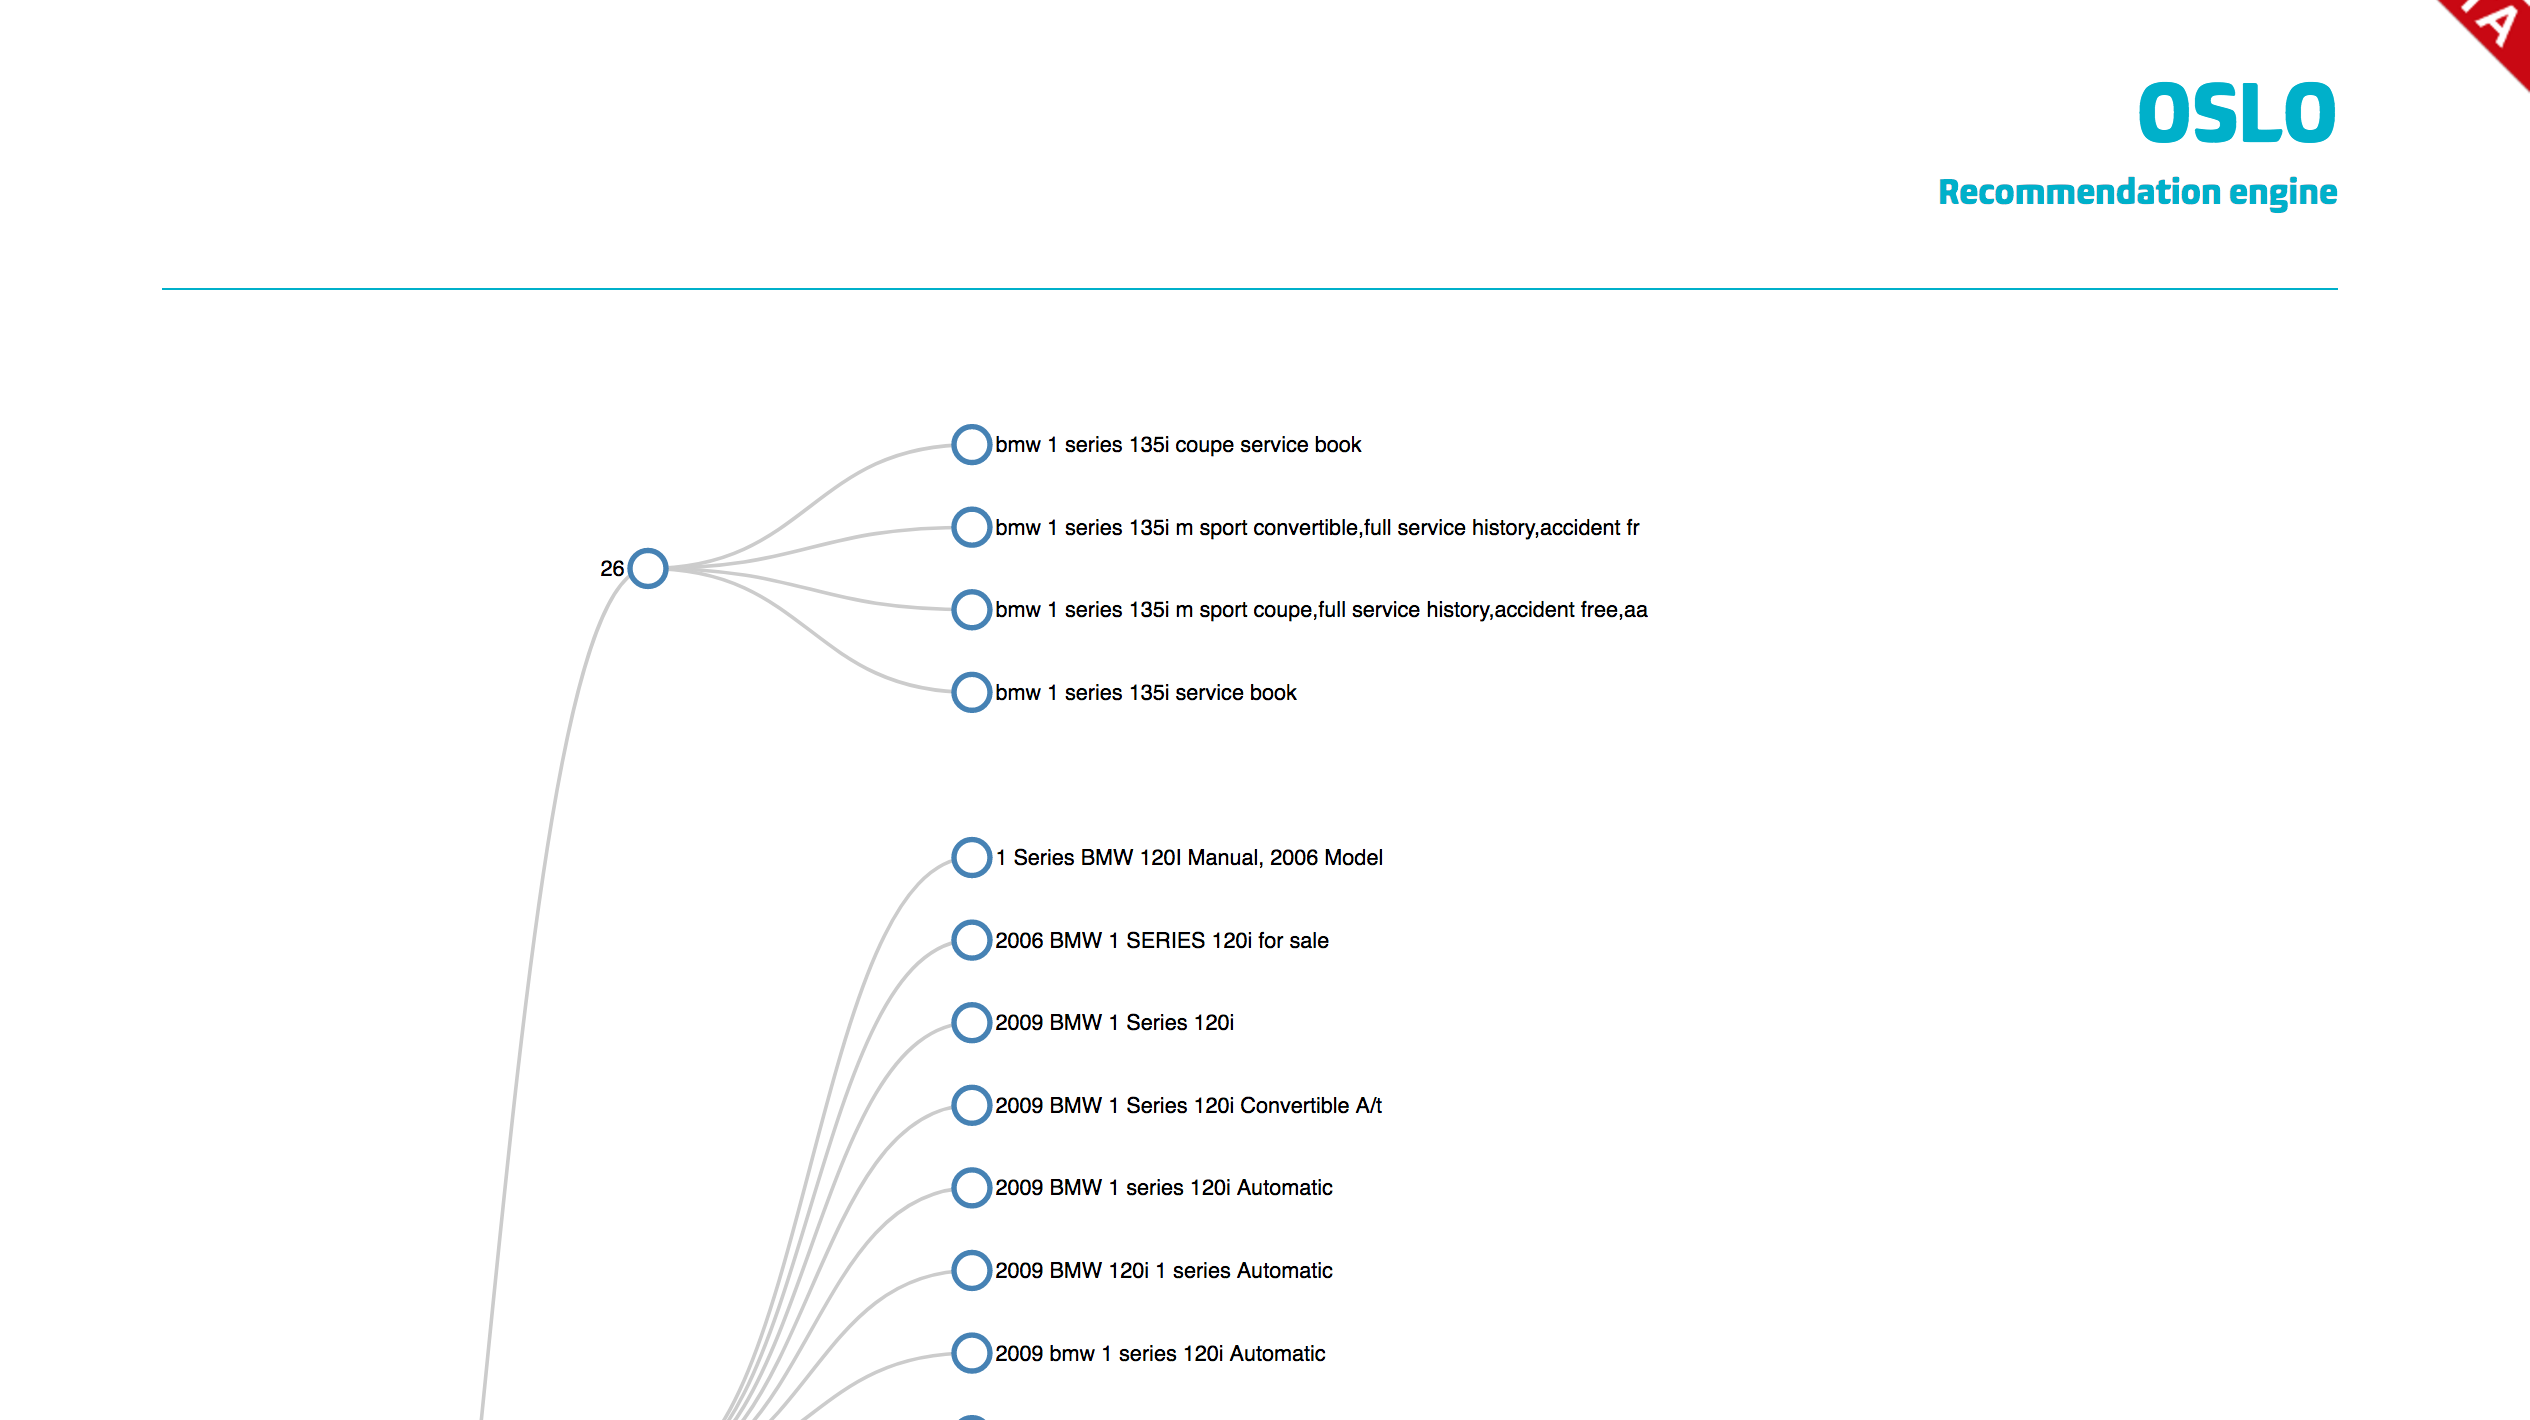 OSLO
Recommendation engine
bmw 1 series 135i coupe service book
bmw 1 series 135i m sport convertible,full service history,accident fr
26
bmw 1 series 135i m sport coupe,full service history,accident free,aa
bmw 1 series 135i service book
1 Series BMW 120I Manual, 2006 Model
2006 BMW 1 SERIES 120i for sale
2009 BMW 1 Series 120i
2009 BMW 1 Series 120i Convertible A/t
2009 BMW 1 series 120i Automatic
2009 BMW 120i 1 series Automatic
2009 bmw 1 series 120i Automatic